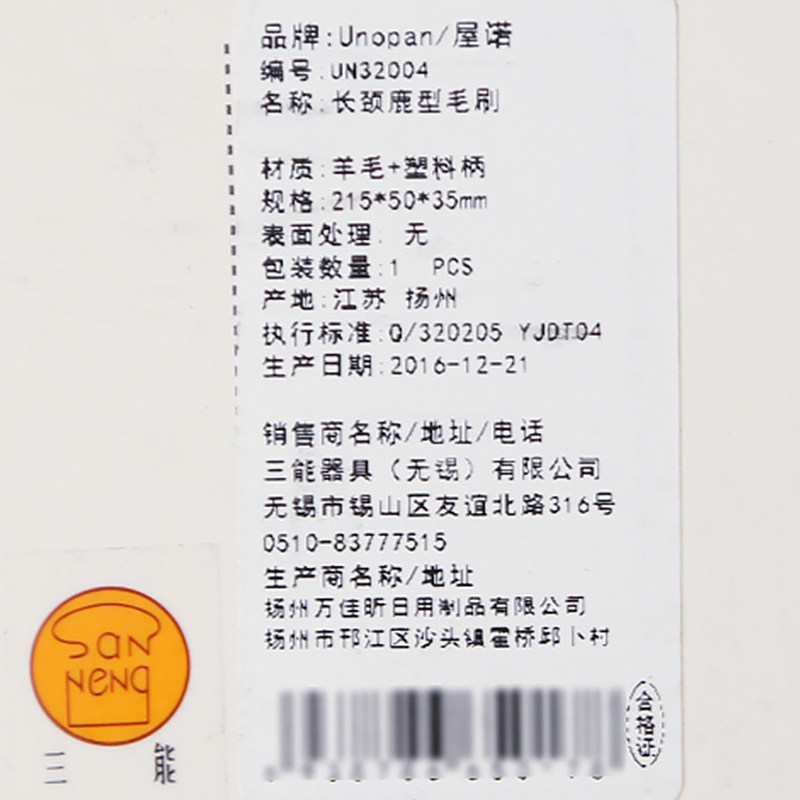 品牌:Unopan/屋诺
编号:UN32004
名称:长颈鹿型毛刷
材质:羊毛+塑料柄
规格:215*50*35mm
表面处理: 无
包装数量:1 PCS
产地:江苏 扬州
执行标准:Q/320205 YJDT04
生产日期:2016-12-21
销售商名称/地址/电话
三能器具（无锡）有限公司
无锡市锡山区友谊北路316号
0510-83777515
生产商名称/地址
扬州万佳昕日用制品有限公司
扬州市邗江区沙头镇霍桥邱卜村
合格证
San
Neng
三 能